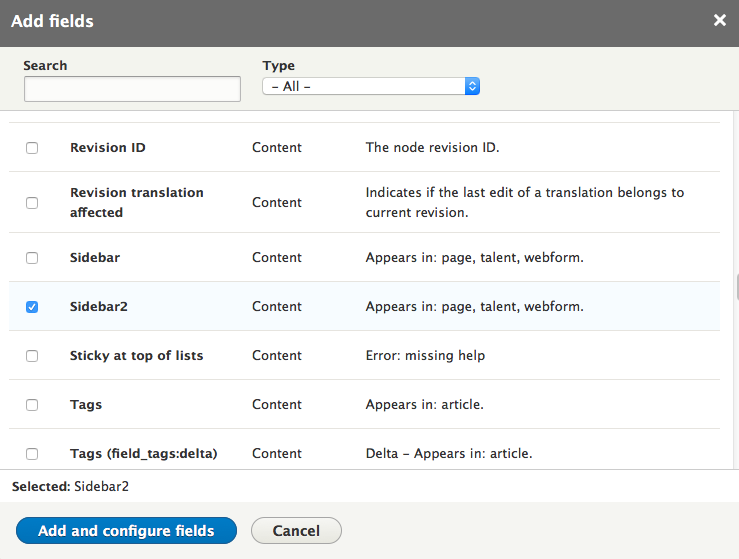 Add fields ×
Search Type
– All –
Revision ID Content The node revision ID.
Revision translation affected Content Indicates if the last edit of a translation belongs to current revision.
Sidebar Content Appears in: page, talent, webform.
Sidebar2 Content Appears in: page, talent, webform.
Sticky at top of lists Content Error: missing help
Tags Content Appears in: article.
Tags (field_tags:delta) Content Delta – Appears in: article.
Selected: Sidebar2
Add and configure fields Cancel